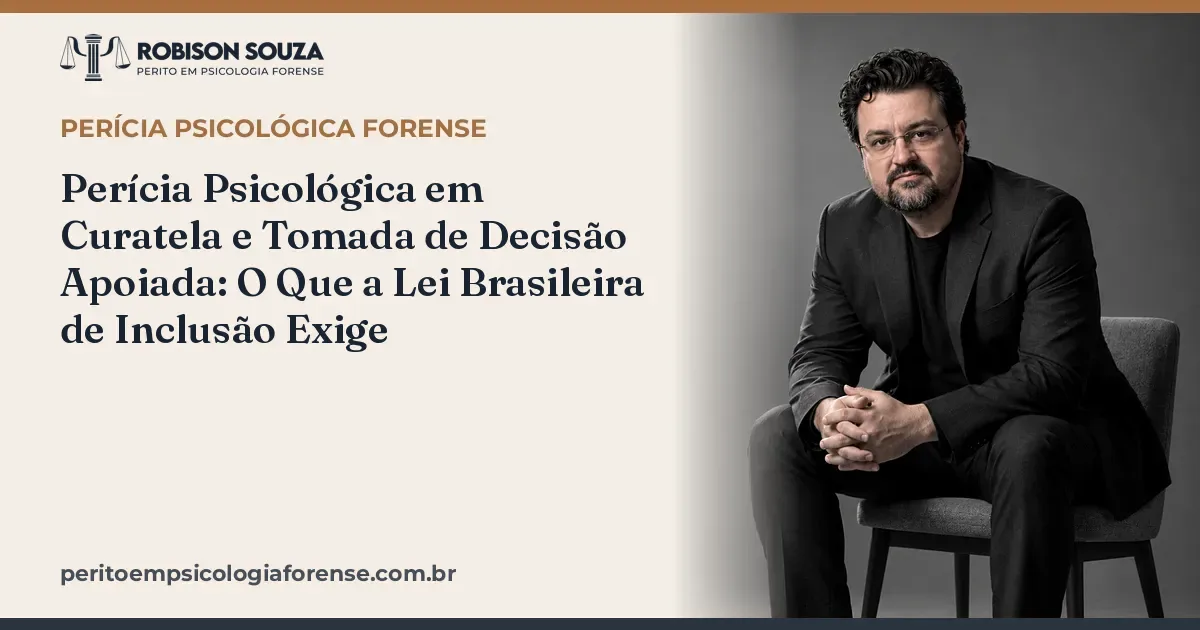 ROBISON SOUZA
PERITO EM PSICOLOGIA FORENSE
PERÍCIA PSICOLÓGICA FORENSE
Perícia Psicológica em
Curatela e Tomada de Decisão
Apoiada: O Que a Lei Brasileira
de Inclusão Exige
peritoempsicologiaforense.com.br